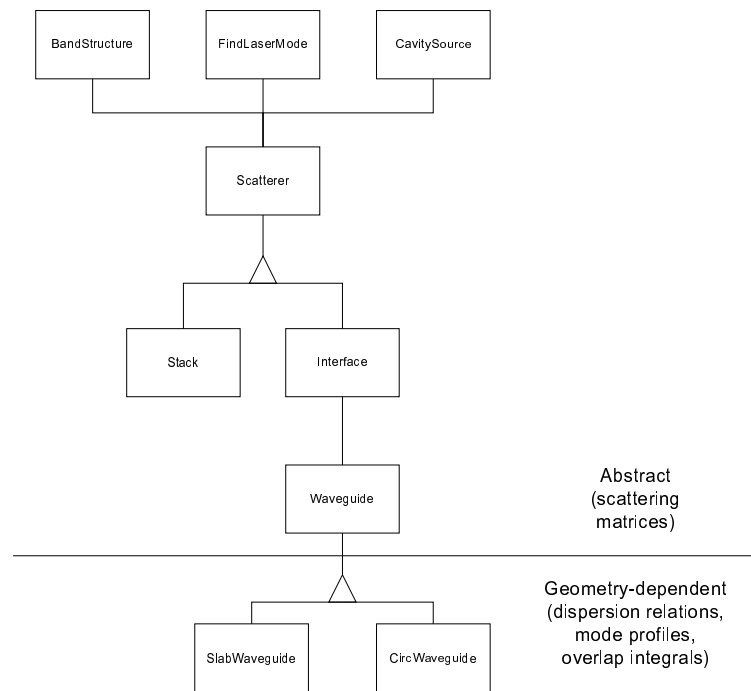 BandStructure
FindLaserMode
CavitySource
Scatterer
Stack
Interface
Waveguide
Abstract
(scattering
matrices)
Geometry-dependent
(dispersion relations,
mode profiles,
overlap integrals)
SlabWaveguide
CircWaveguide